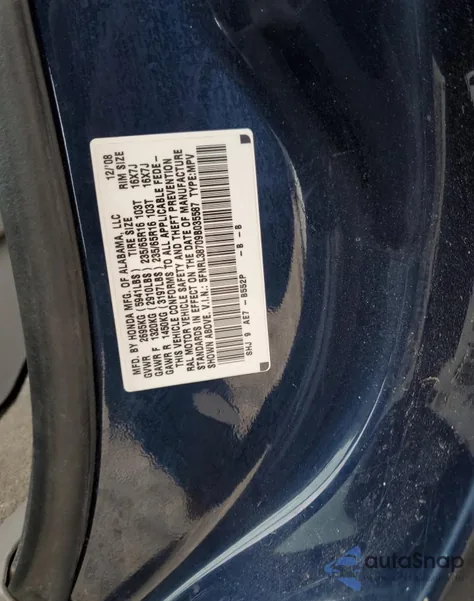 MFD. BY HONDA MFG. OF ALABAMA, LLC 12/'08
TIRE SIZE RIM SIZE
GVWR 2695KG (5941LBS)
GAWR F 1320KG (2910LBS) 235/65R16 103T 16X7J
GAWR R 1450KG (3197LBS) 235/65R16 103T 16X7J
THIS VEHICLE CONFORMS TO ALL APPLICABLE FEDE-
RAL MOTOR VEHICLE SAFETY AND THEFT PREVENTION
STANDARDS IN EFFECT ON THE DATE OF MANUFACTURE
SHOWN ABOVE. V.I.N.: 5FNRL38709B035587 TYPE:MPV
SHJ 9 AE7 - B552P - B - B
autoSnap